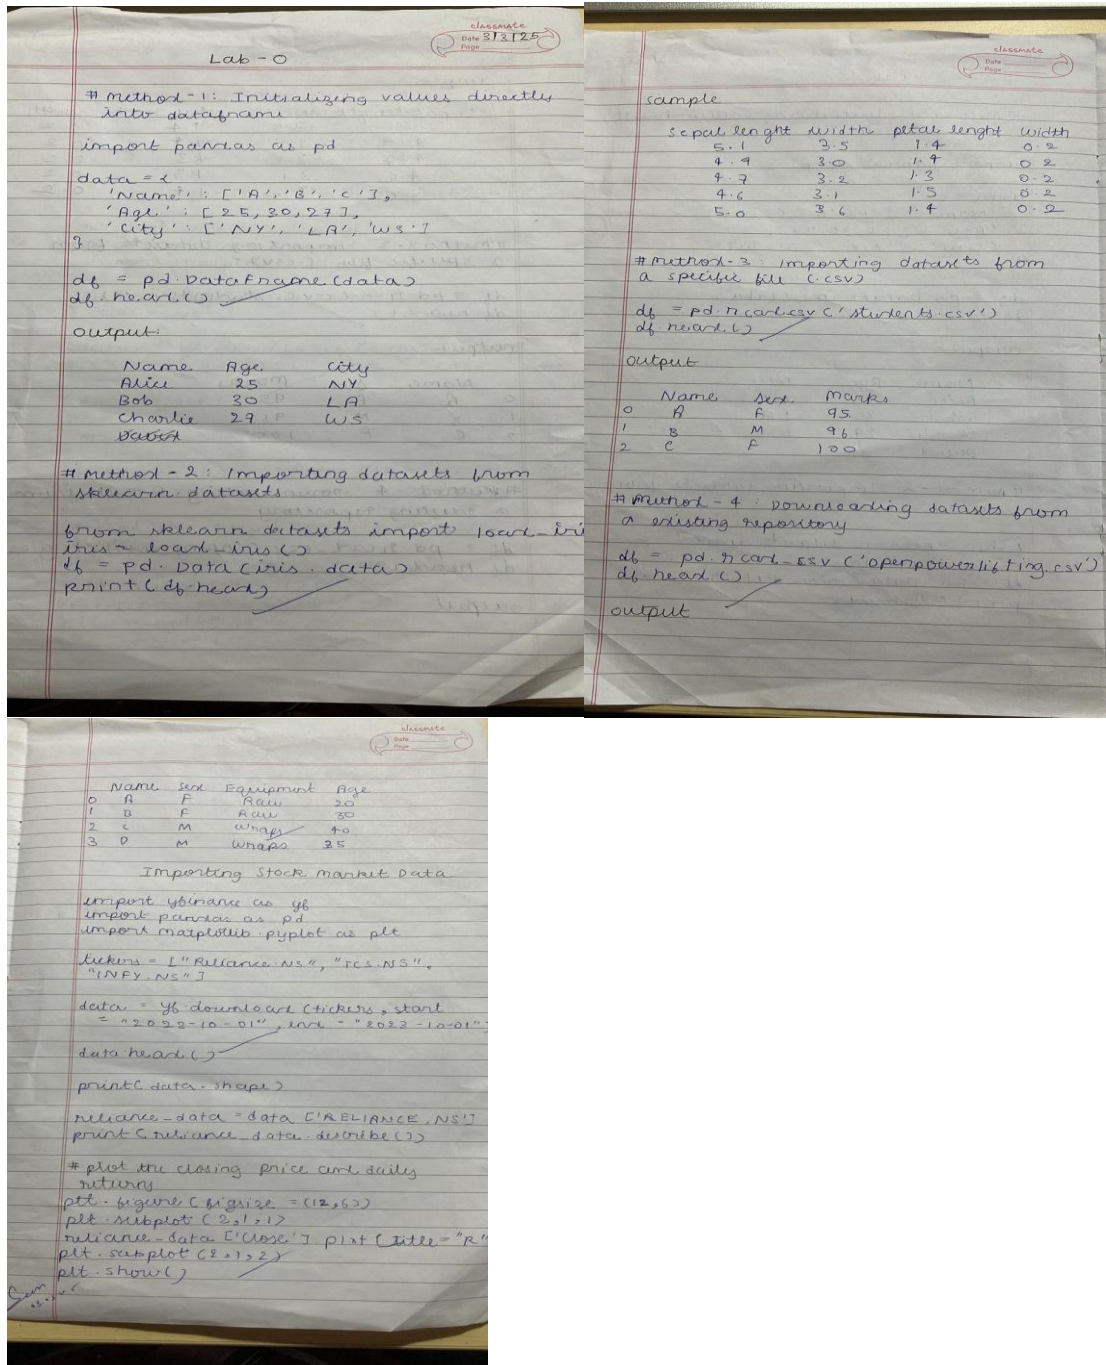 classmate
Date 3/3/25
Page
Lab - 0
# Method - 1 : Initializing values directly
into dataframe
import pandas as pd
data = {
'Name' : ['A', 'B', 'C'],
'Age' : [25, 30, 27],
'City' : ['NY', 'LA', 'WS']
}
df = pd.DataFrame(data)
df.head()
Output:
Name Age City
Alice 25 NY
Bob 30 LA
Charlie 27 WS
# Method - 2 : Importing datasets from
sklearn.datasets
from sklearn datasets import load_iri
iris = load_iris()
df = pd.Data(iris.data)
print(df.head)
classmate
Date
Page
sample
sepal lenght width petal lenght width
5.1 3.5 1.4 0.2
4.9 3.0 1.4 0.2
4.7 3.2 1.3 0.2
4.6 3.1 1.5 0.2
5.0 3.6 1.4 0.2
# Method - 3 : Importing datasets from
a specific file (.csv)
df = pd.read.csv('students.csv')
df.head()
Output
Name Sex Marks
0 A F 95
1 B M 96
2 C F 100
# Method - 4 : Downloading datasets from
a existing repository
df = pd.read_csv('openpowerlifting.csv')
df.head()
output
classmate
Date
Page
Name Sex Equipment Age
0 A F Raw 20
1 B F Raw 30
2 C M Wraps 40
3 D M Wraps 35
Importing Stock Market Data
import yfinance as yf
import pandas as pd
import matplotlib.pyplot as plt
tickers = ["Reliance.NS", "TCS.NS",
"INFY.NS"]
data = yf.download(tickers, start
= "2022-10-01", end = "2023-10-01"
data.head()
print(data.shape)
reliance_data = data['RELIANCE.NS']
print(reliance_data.describe())
# plot the closing price and daily
returns
plt.figure(figsize = (12,6))
plt.subplot(2,1,1)
reliance_data['Close'] plot(title="R"
plt.subplot(2,1,2)
plt.show()